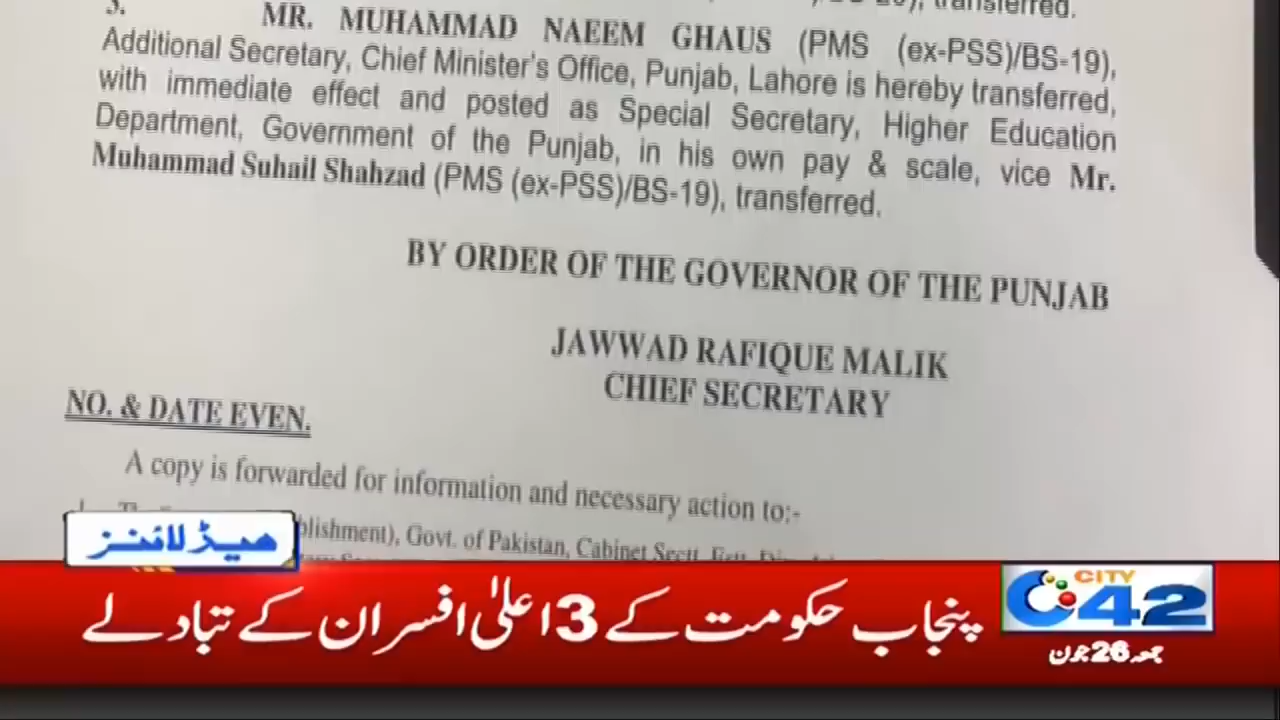 3.
transferred.
MR. MUHAMMAD NAEEM GHAUS (PMS (ex-PSS)/BS-19),
Additional Secretary, Chief Minister's Office, Punjab, Lahore is hereby transferred,
with immediate effect and posted as Special Secretary, Higher Education
Department, Government of the Punjab, in his own pay & scale, vice Mr.
Muhammad Suhail Shahzad (PMS (ex-PSS)/BS-19), transferred.
BY ORDER OF THE GOVERNOR OF THE PUNJAB
JAWWAD RAFIQUE MALIK
CHIEF SECRETARY
NO. & DATE EVEN.
A copy is forwarded for information and necessary action to:-
blishment), Govt. of Pakistan, Cabinet Sectt.
ہیڈ لائنز
پنجاب حکومت کے 3 اعلیٰ افسران کے تبادلے
CITY
42
جمعہ 26 جون